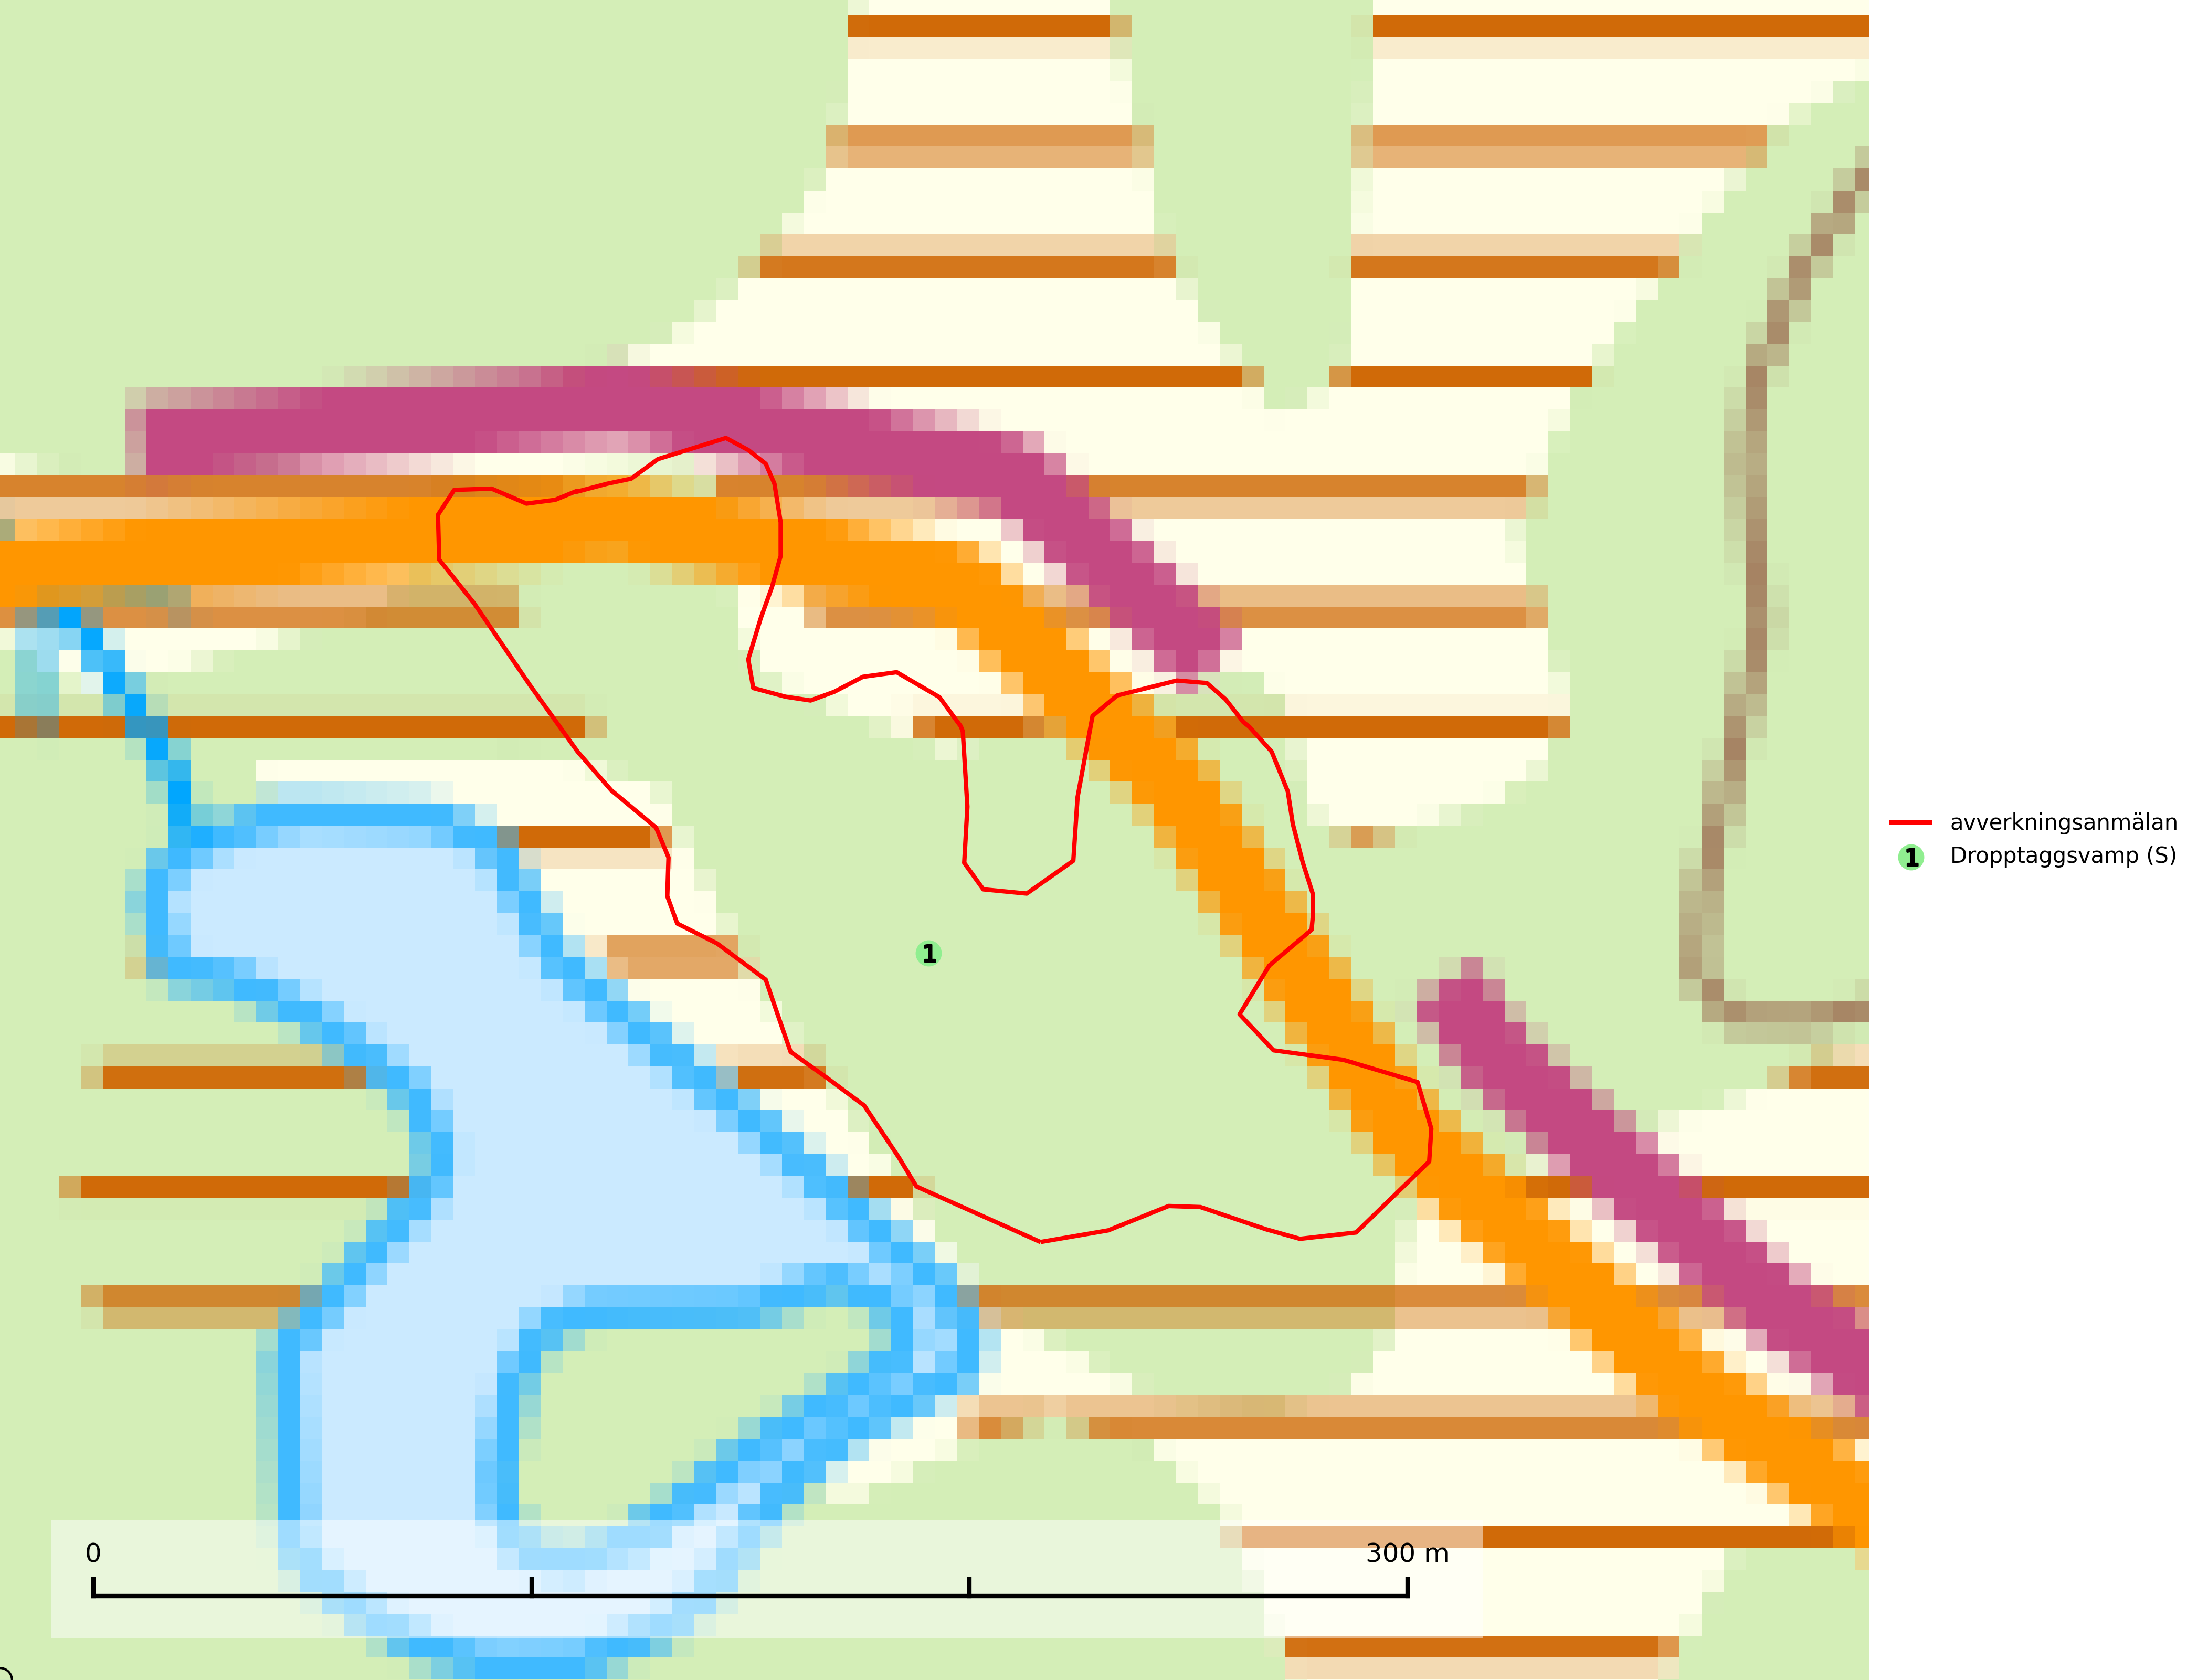 avverkningsanmälan
1 Dropptaggsvamp (S)
1
0 300 m